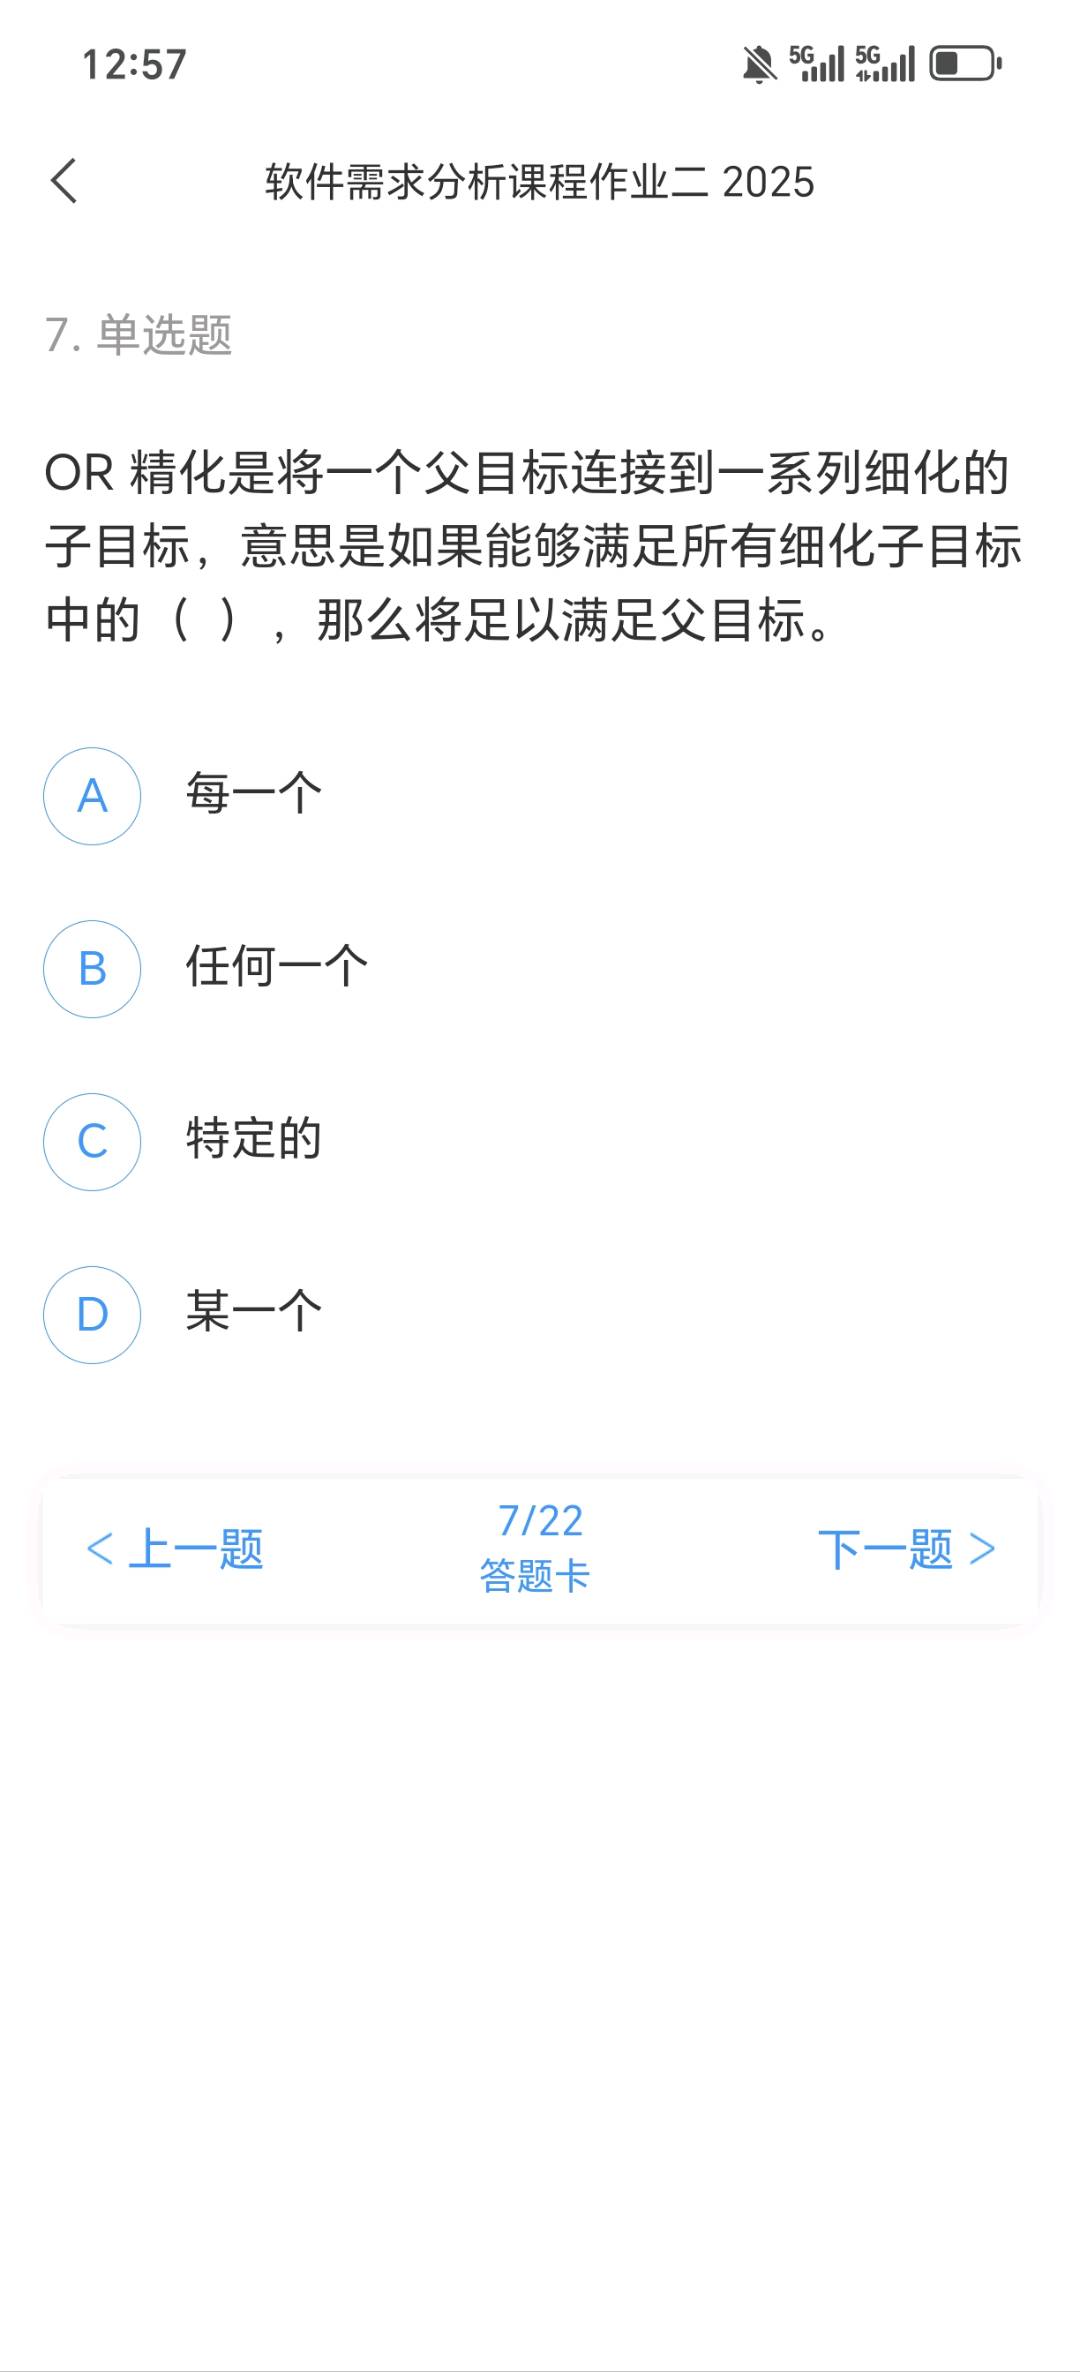 12:57
5G 5G
软件需求分析课程作业二 2025
7. 单选题
OR 精化是将一个父目标连接到一系列细化的
子目标，意思是如果能够满足所有细化子目标
中的（ ），那么将足以满足父目标。
A 每一个
B 任何一个
C 特定的
D 某一个
< 上一题 7/22 下一题 >
答题卡